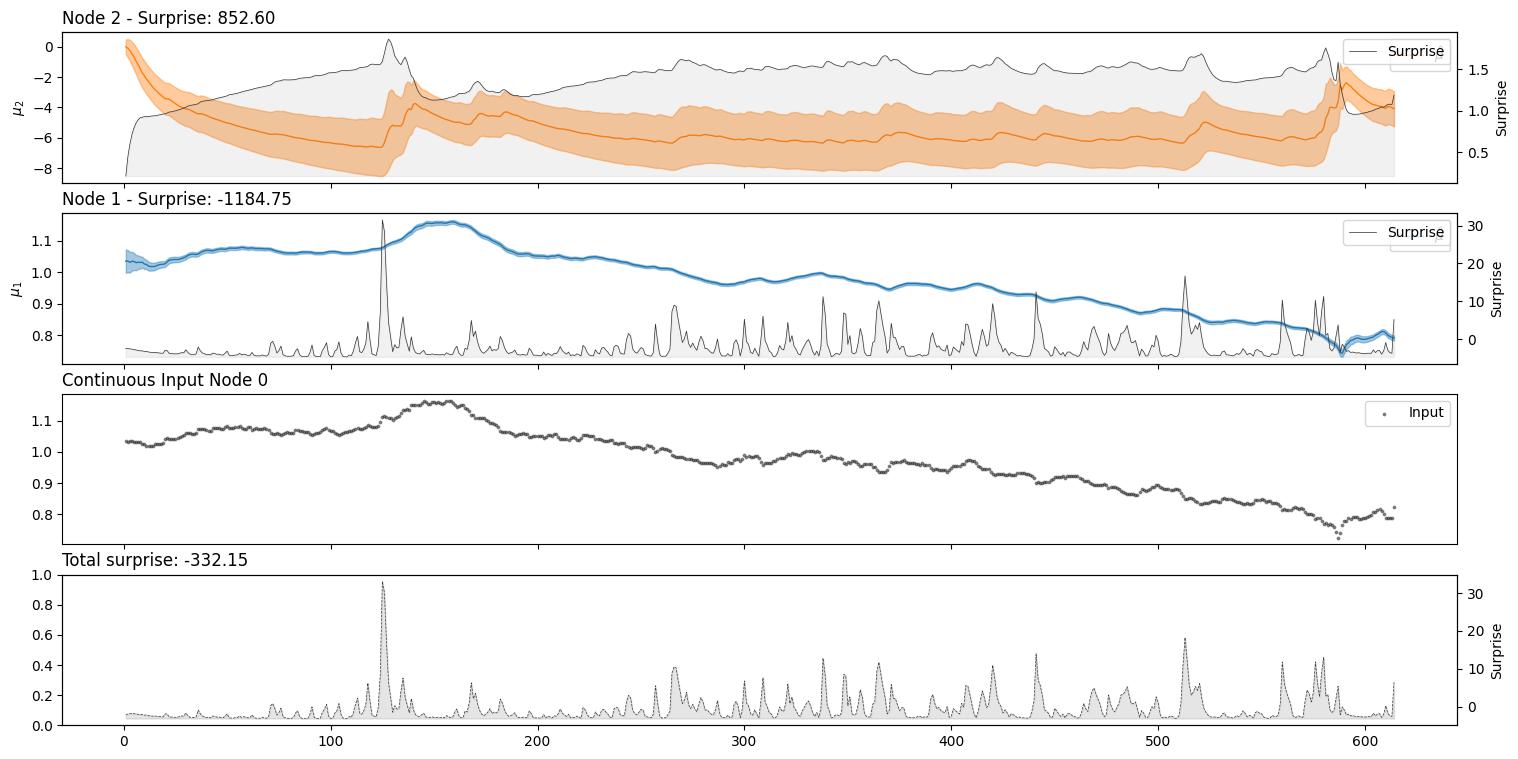 Node 2 - Surprise: 852.60
0
−2
−4
−6
−8
μ2
Surprise
1.5
1.0
0.5
Surprise
Node 1 - Surprise: -1184.75
1.1
1.0
0.9
0.8
μ1
Surprise
30
20
10
0
Surprise
Continuous Input Node 0
1.1
1.0
0.9
0.8
Input
Total surprise: -332.15
1.0
0.8
0.6
0.4
0.2
0.0
30
20
10
0
Surprise
0 100 200 300 400 500 600